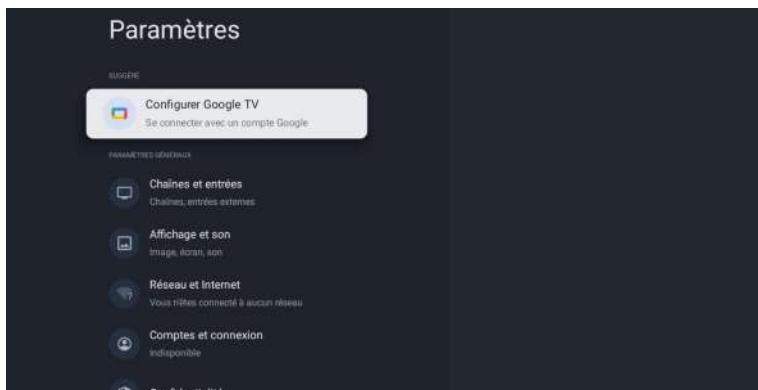 Paramètres
SUGGÉRÉ
Configurer Google TV
Se connecter avec un compte Google
PARAMÈTRES GÉNÉRAUX
Chaînes et entrées
Chaînes, entrées externes
Affichage et son
Image, écran, son
Réseau et Internet
Vous n'êtes connecté à aucun réseau
Comptes et connexion
Indisponible